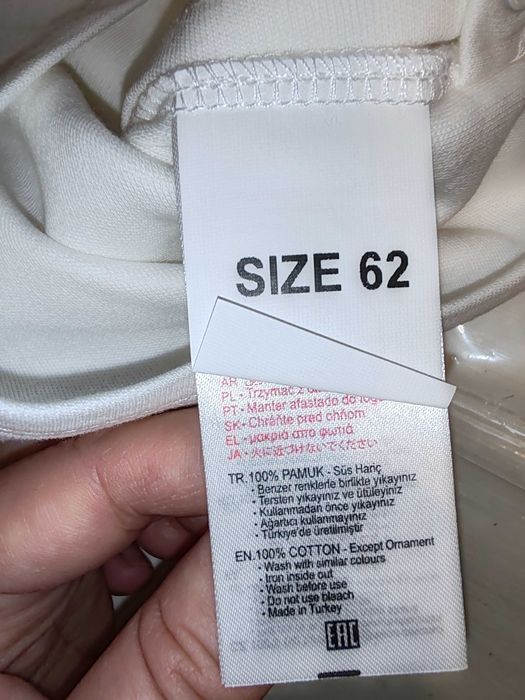 SIZE 62
AR
PL - Trzymać z
PT - Manter afastado do fogo
SK - Chráňte pred ohňom
EL - μακριά από φωτιά
JA - 火に近づけないでください
TR.100% PAMUK - Süs Hariç
• Benzer renklerle birlikte yıkayınız
• Tersten yıkayınız ve ütüleyiniz
• Kullanmadan önce yıkayınız
• Ağartıcı kullanmayınız
• Türkiye'de üretilmiştir
EN.100% COTTON - Except Ornament
• Wash with similar colours
• Iron inside out
• Wash before use
• Do not use bleach
• Made in Turkey
EAC